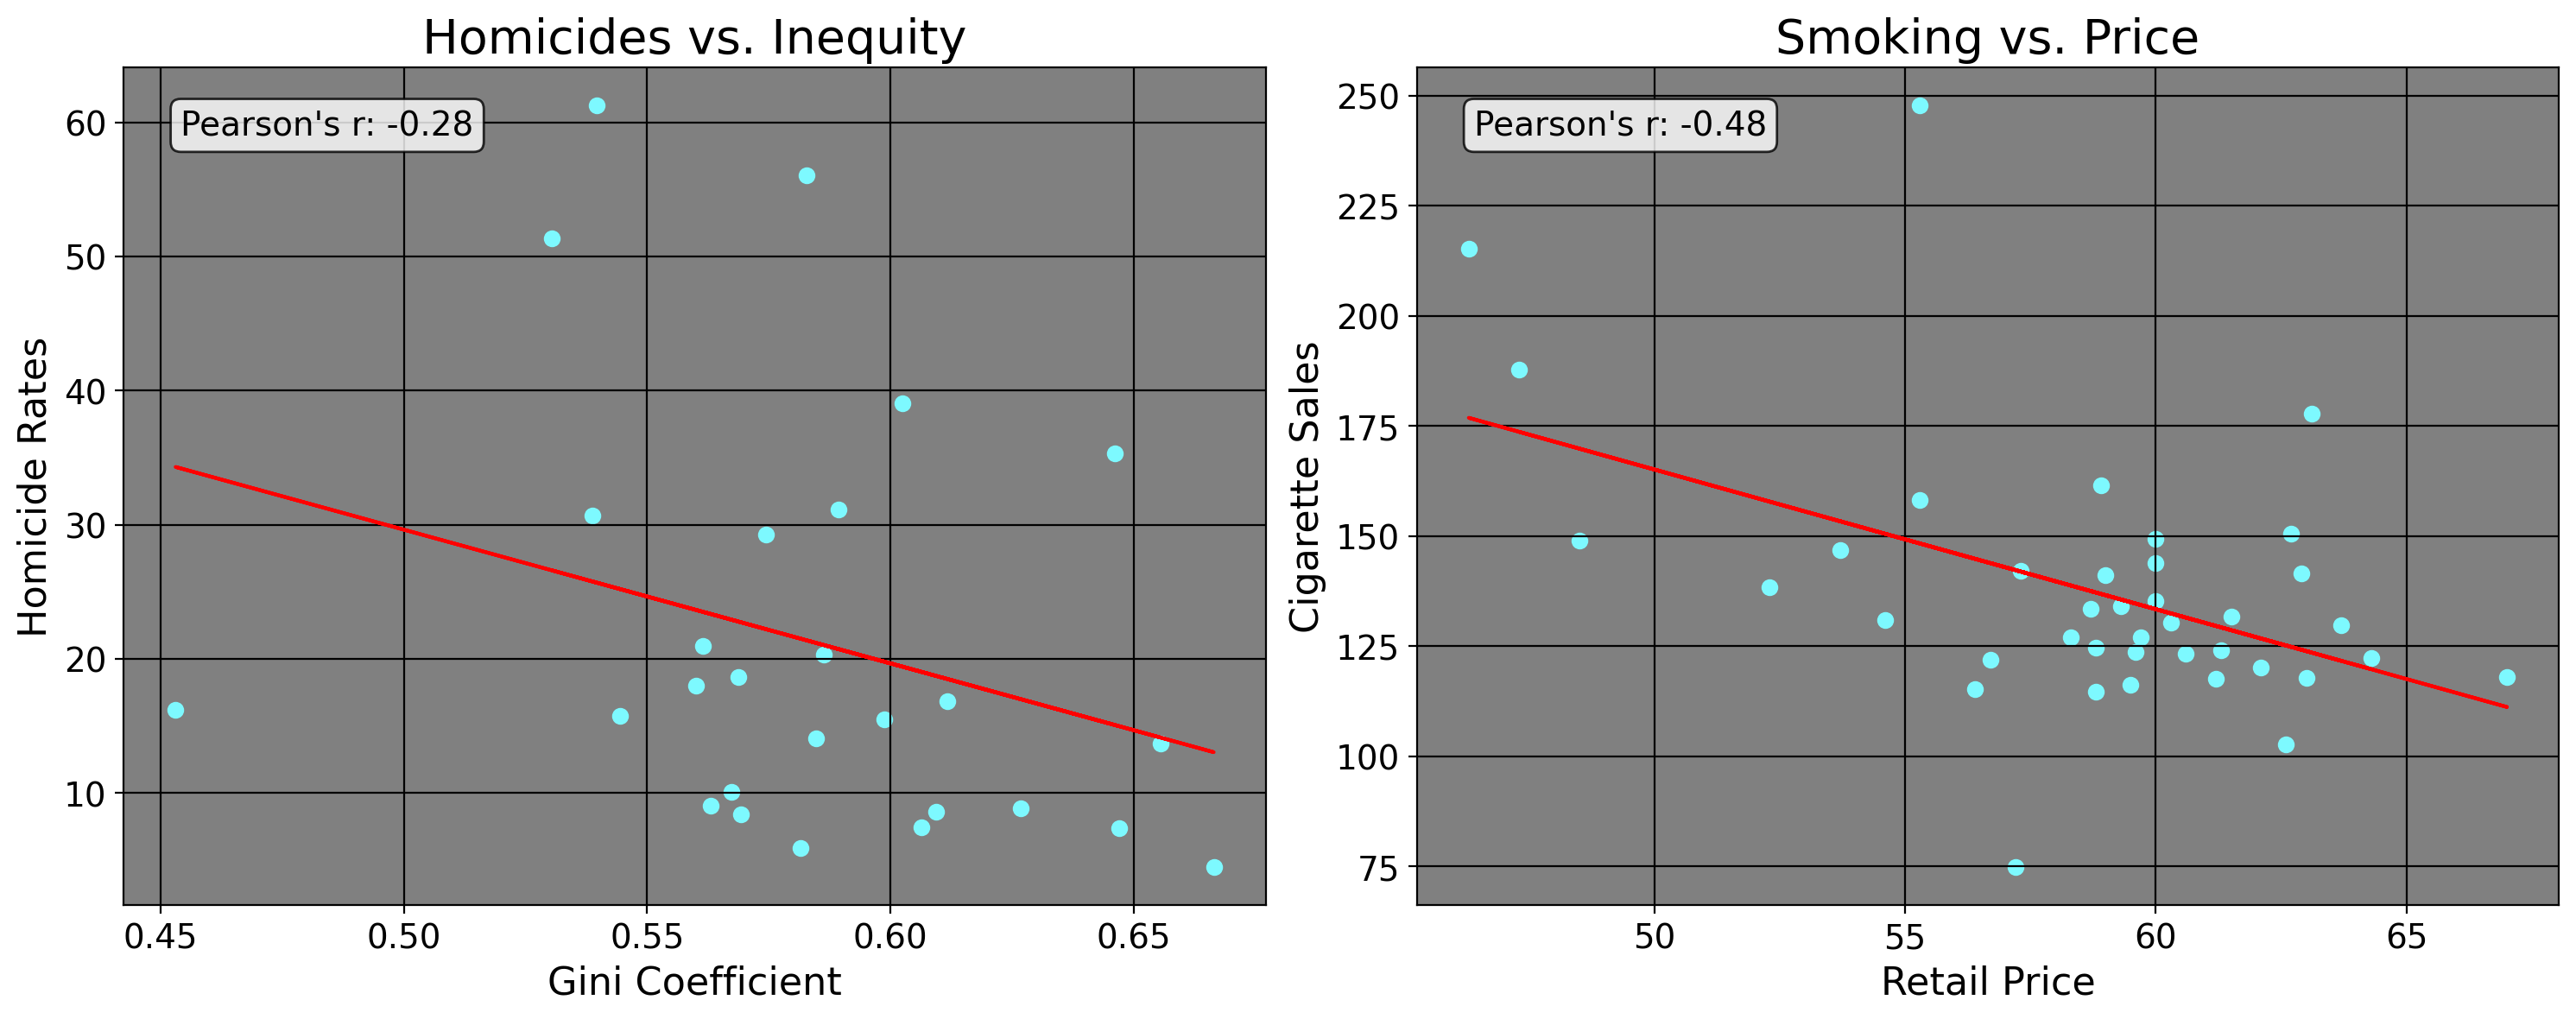 Homicides vs. Inequity
Pearson's r: -0.28
60
50
40
30
20
10
Homicide Rates
0.45 0.50 0.55 0.60 0.65
Gini Coefficient
Smoking vs. Price
Pearson's r: -0.48
250
225
200
175
150
125
100
75
Cigarette Sales
50 55 60 65
Retail Price